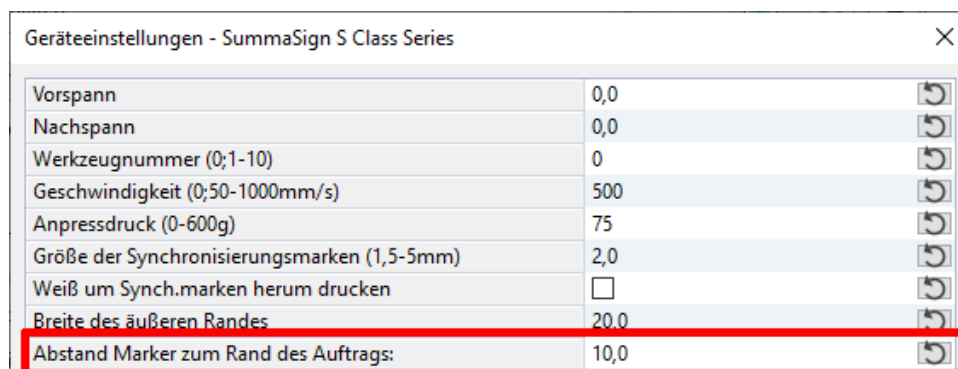 Geräteeinstellungen - SummaSign S Class Series
Vorspann 0,0
Nachspann 0,0
Werkzeugnummer (0;1-10) 0
Geschwindigkeit (0;50-1000mm/s) 500
Anpressdruck (0-600g) 75
Größe der Synchronisierungsmarken (1,5-5mm) 2,0
Weiß um Synch.marken herum drucken
Breite des äußeren Randes 20,0
Abstand Marker zum Rand des Auftrags: 10,0